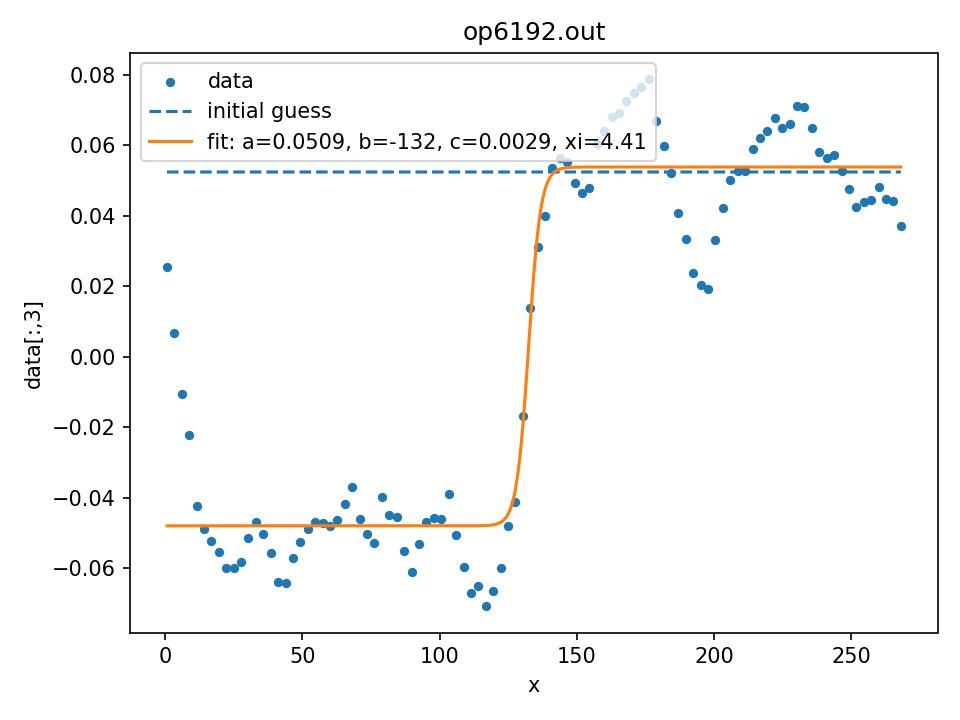 op6192.out
data
initial guess
fit: a=0.0509, b=-132, c=0.0029, xi=4.41
0.08
0.06
0.04
0.02
0.00
−0.02
−0.04
−0.06
data[:,3]
0
50
100
150
200
250
x